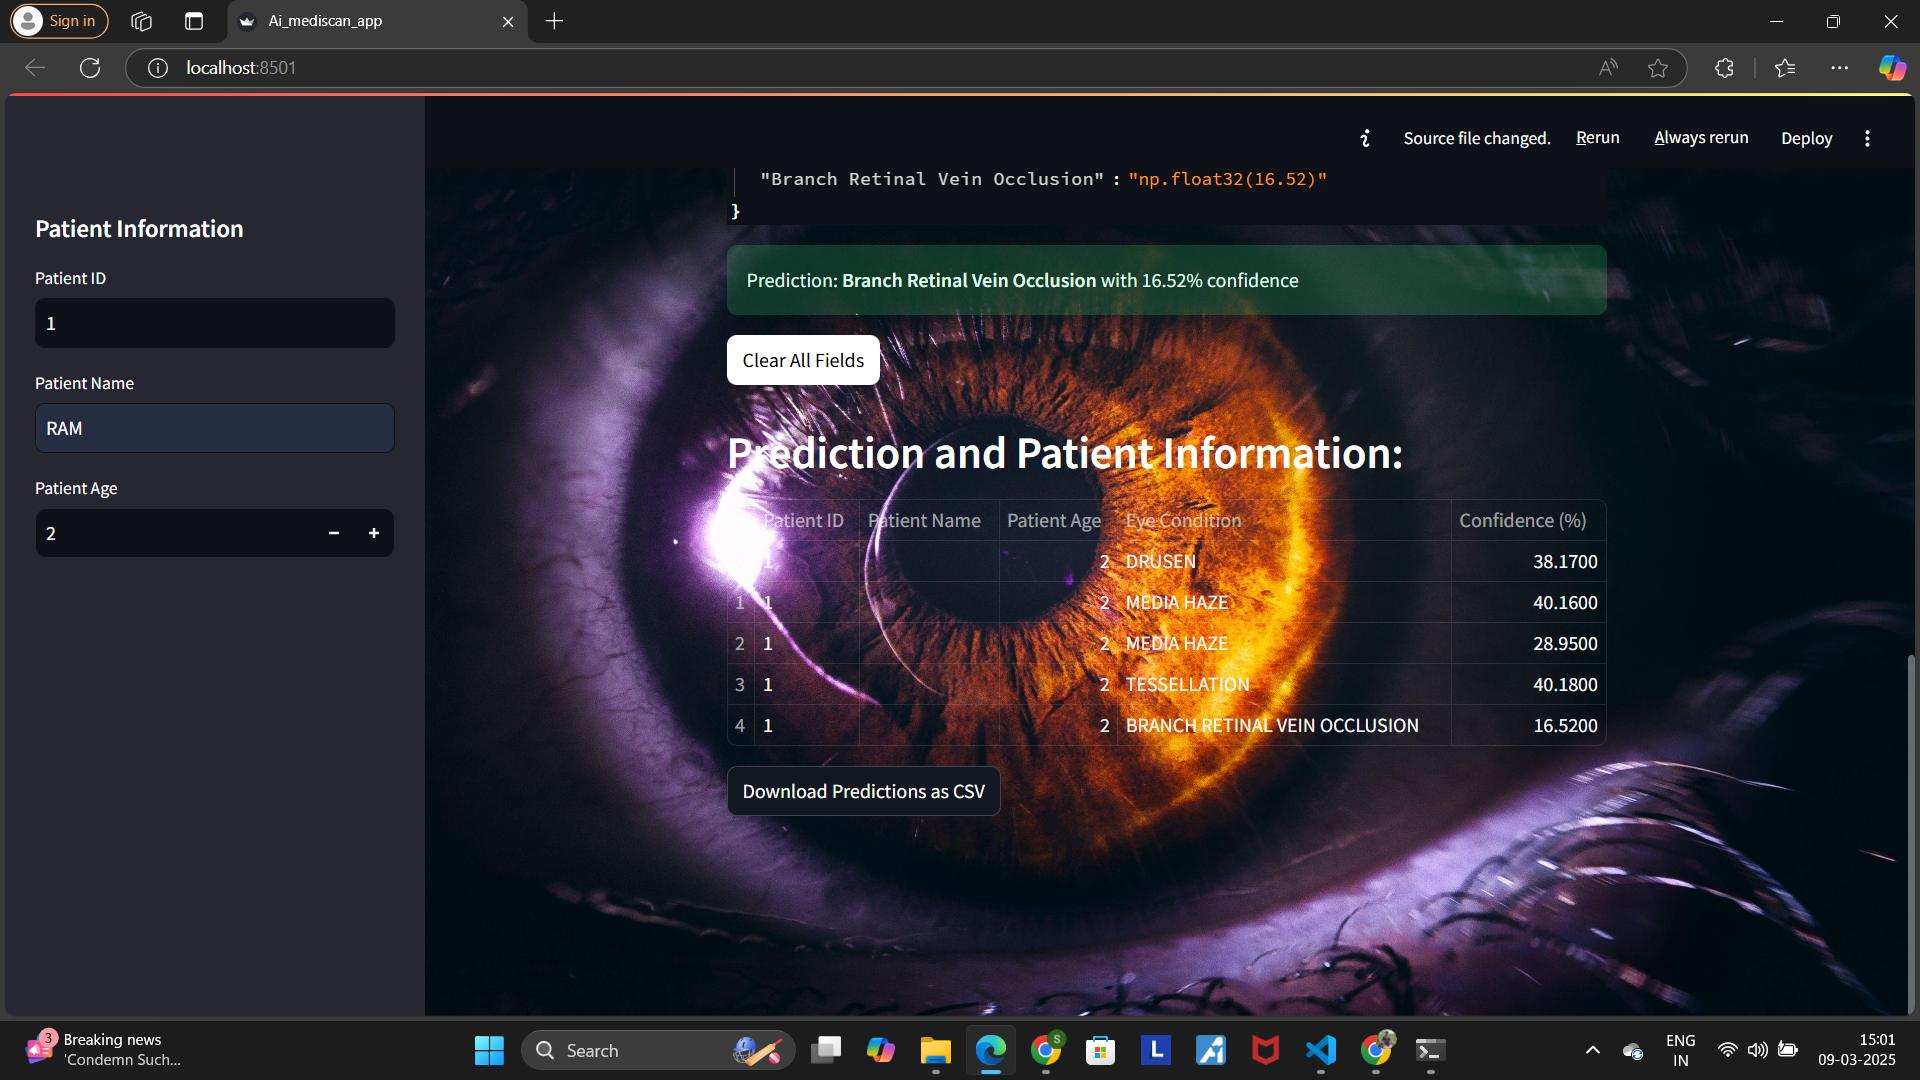 Sign in
Ai_mediscan_app
localhost:8501
Source file changed. Rerun Always rerun Deploy
Patient Information
Patient ID
1
Patient Name
RAM
Patient Age
2
"Branch Retinal Vein Occlusion" : "np.float32(16.52)"
}
Prediction: Branch Retinal Vein Occlusion with 16.52% confidence
Clear All Fields
Prediction and Patient Information:
Patient ID Patient Name Patient Age Eye Condition Confidence (%)
1 2 DRUSEN 38.1700
1 1 2 MEDIA HAZE 40.1600
2 1 2 MEDIA HAZE 28.9500
3 1 2 TESSELLATION 40.1800
4 1 2 BRANCH RETINAL VEIN OCCLUSION 16.5200
Download Predictions as CSV
3
Breaking news
'Condemn Such...
Search
S
L
ENG
IN
15:01
09-03-2025